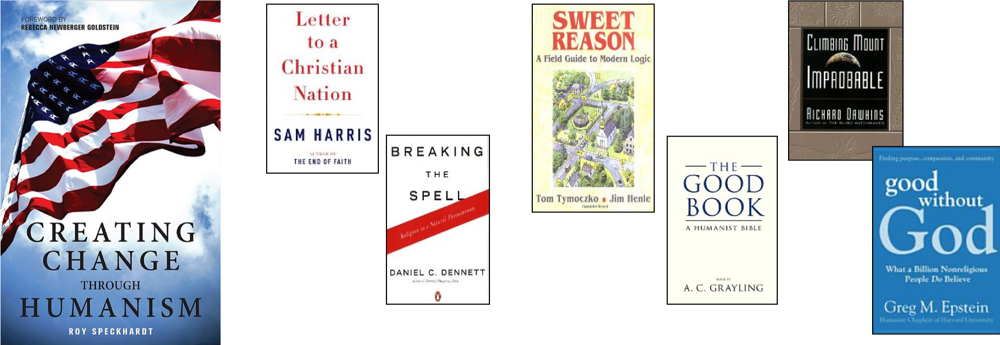 FOREWORD BY
REBECCA NEWBERGER GOLDSTEIN
CREATING
CHANGE
THROUGH
HUMANISM
ROY SPECKHARDT
Letter
to a
Christian
Nation
SAM HARRIS
AUTHOR OF
THE END OF FAITH
BREAKING
THE
SPELL
Religion as a Natural Phenomenon
DANIEL C. DENNETT
author of Darwin's Dangerous Idea
SWEET
REASON
A Field Guide to Modern Logic
Tom Tymoczko ▪ Jim Henle
Copyrighted Material
THE
GOOD
BOOK
A HUMANIST BIBLE
MADE BY
A. C. GRAYLING
CLIMBING MOUNT
IMPROBABLE
RICHARD DAWKINS
AUTHOR OF THE BLIND WATCHMAKER
Finding purpose, compassion, and community
good
without
God
What a Billion Nonreligious
People Do Believe
Greg M. Epstein
Humanist Chaplain of Harvard University